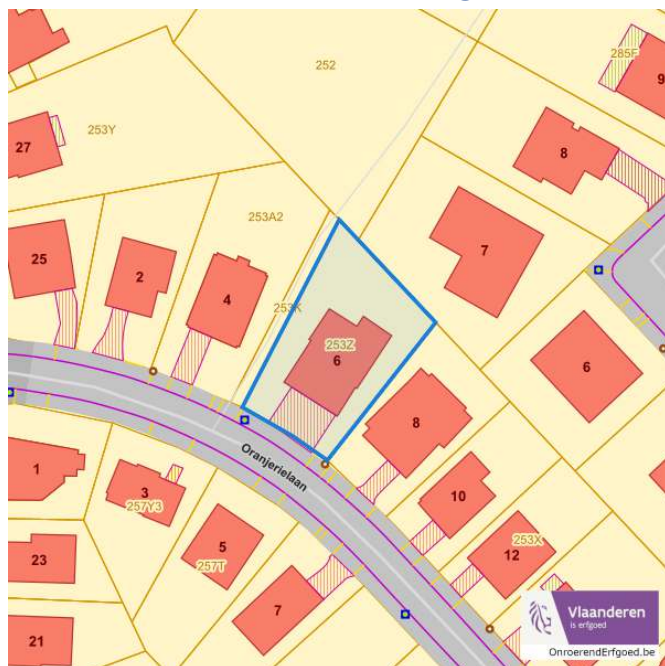 252
285F
9
253Y
27
8
253A2
7
25
2
4
253K
253Z
6
6
8
Oranjerielaan
1
3
257Y3
10
253X
12
5
257T
23
7
21
Vlaanderen
is erfgoed
OnroerendErfgoed.be